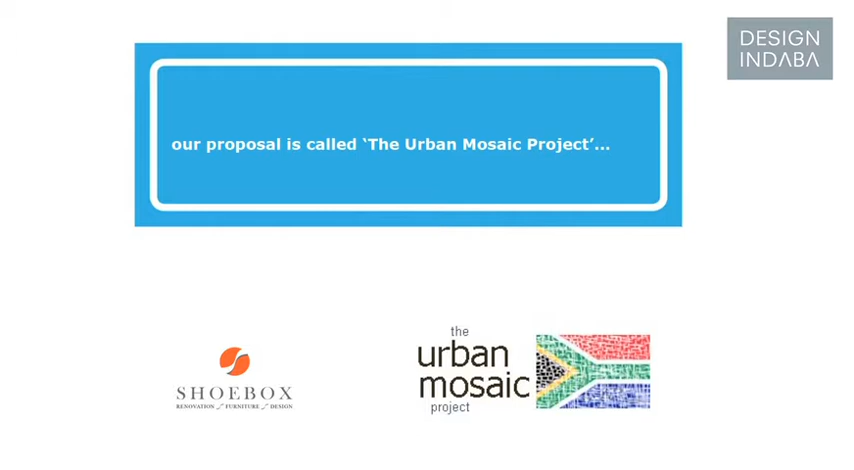 DESIGN
INDABA
our proposal is called ‘The Urban Mosaic Project’...
the
urban
mosaic
project
SHOEBOX
RENOVATION FURNITURE DESIGN